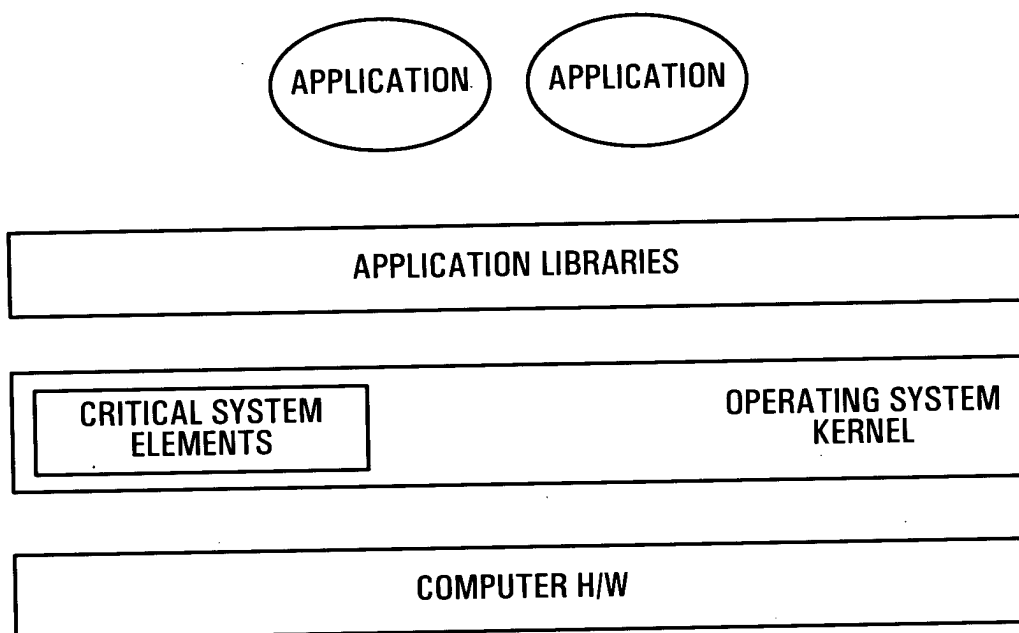 APPLICATION
APPLICATION
APPLICATION LIBRARIES
CRITICAL SYSTEM
ELEMENTS
OPERATING SYSTEM
KERNEL
COMPUTER H/W